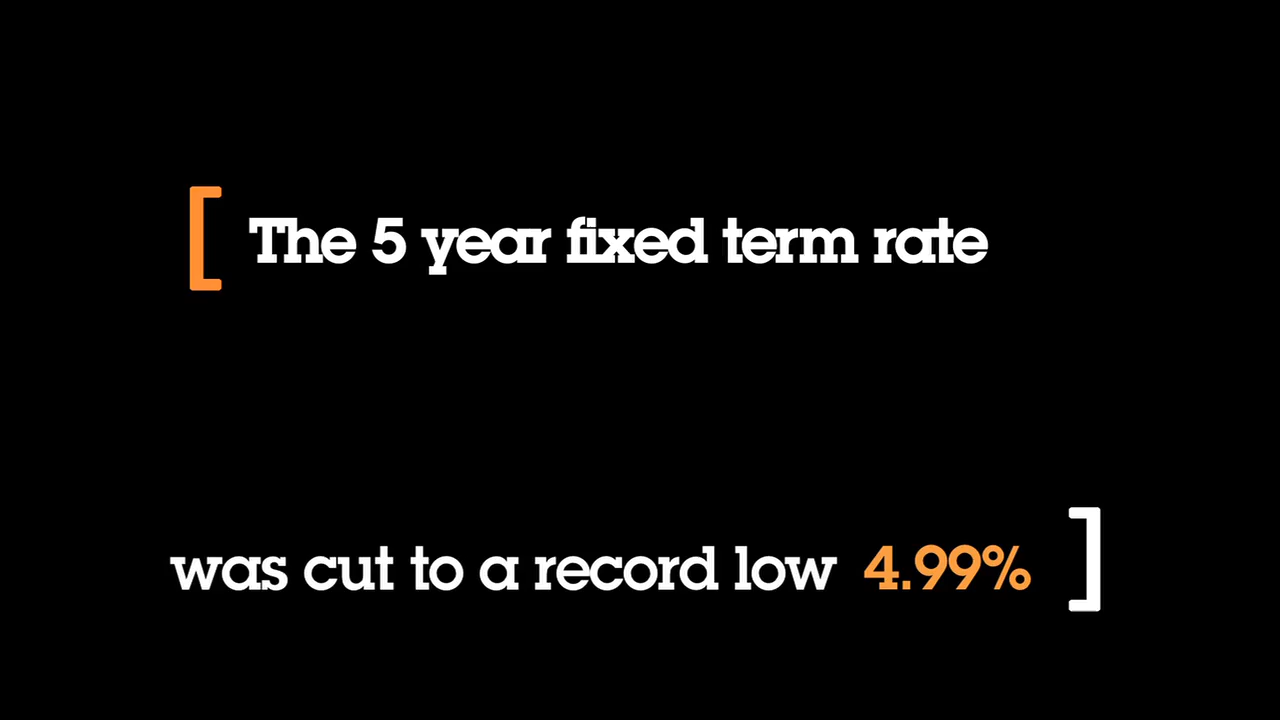 [ The 5 year fixed term rate
was cut to a record low 4.99% ]